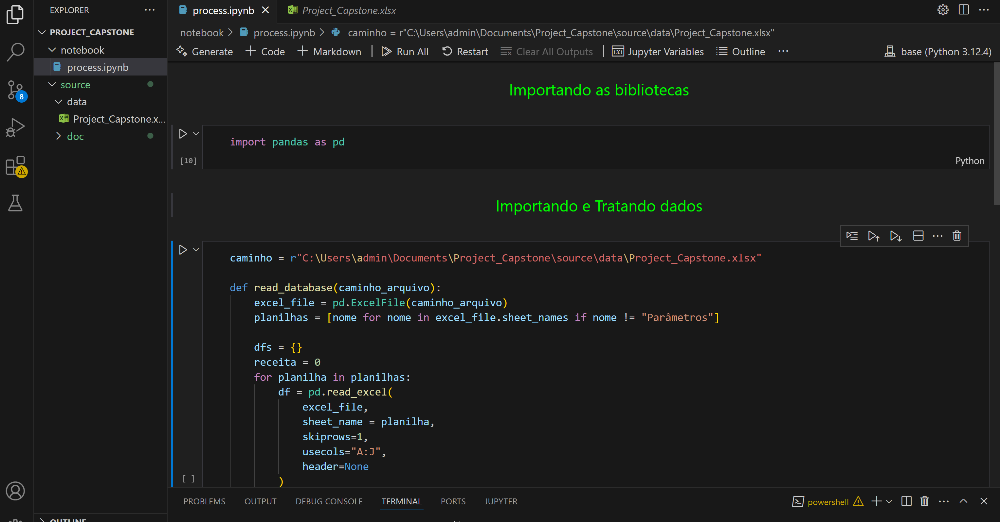 EXPLORER
PROJECT_CAPSTONE
notebook
process.ipynb
source
data
Project_Capstone.x...
doc
OUTLINE
8
process.ipynb
Project_Capstone.xlsx
notebook > process.ipynb > caminho = r"C:\Users\admin\Documents\Project_Capstone\source\data\Project_Capstone.xlsx"
Generate + Code + Markdown | Run All Restart Clear All Outputs | Jupyter Variables Outline ... base (Python 3.12.4)
Importando as bibliotecas
import pandas as pd
[10]
Python
Importando e Tratando dados
caminho = r"C:\Users\admin\Documents\Project_Capstone\source\data\Project_Capstone.xlsx"
def read_database(caminho_arquivo):
excel_file = pd.ExcelFile(caminho_arquivo)
planilhas = [nome for nome in excel_file.sheet_names if nome != "Parâmetros"]
dfs = {}
receita = 0
for planilha in planilhas:
df = pd.read_excel(
excel_file,
sheet_name = planilha,
skiprows=1,
usecols="A:J",
header=None
)
[ ]
PROBLEMS OUTPUT DEBUG CONSOLE TERMINAL PORTS JUPYTER
powershell